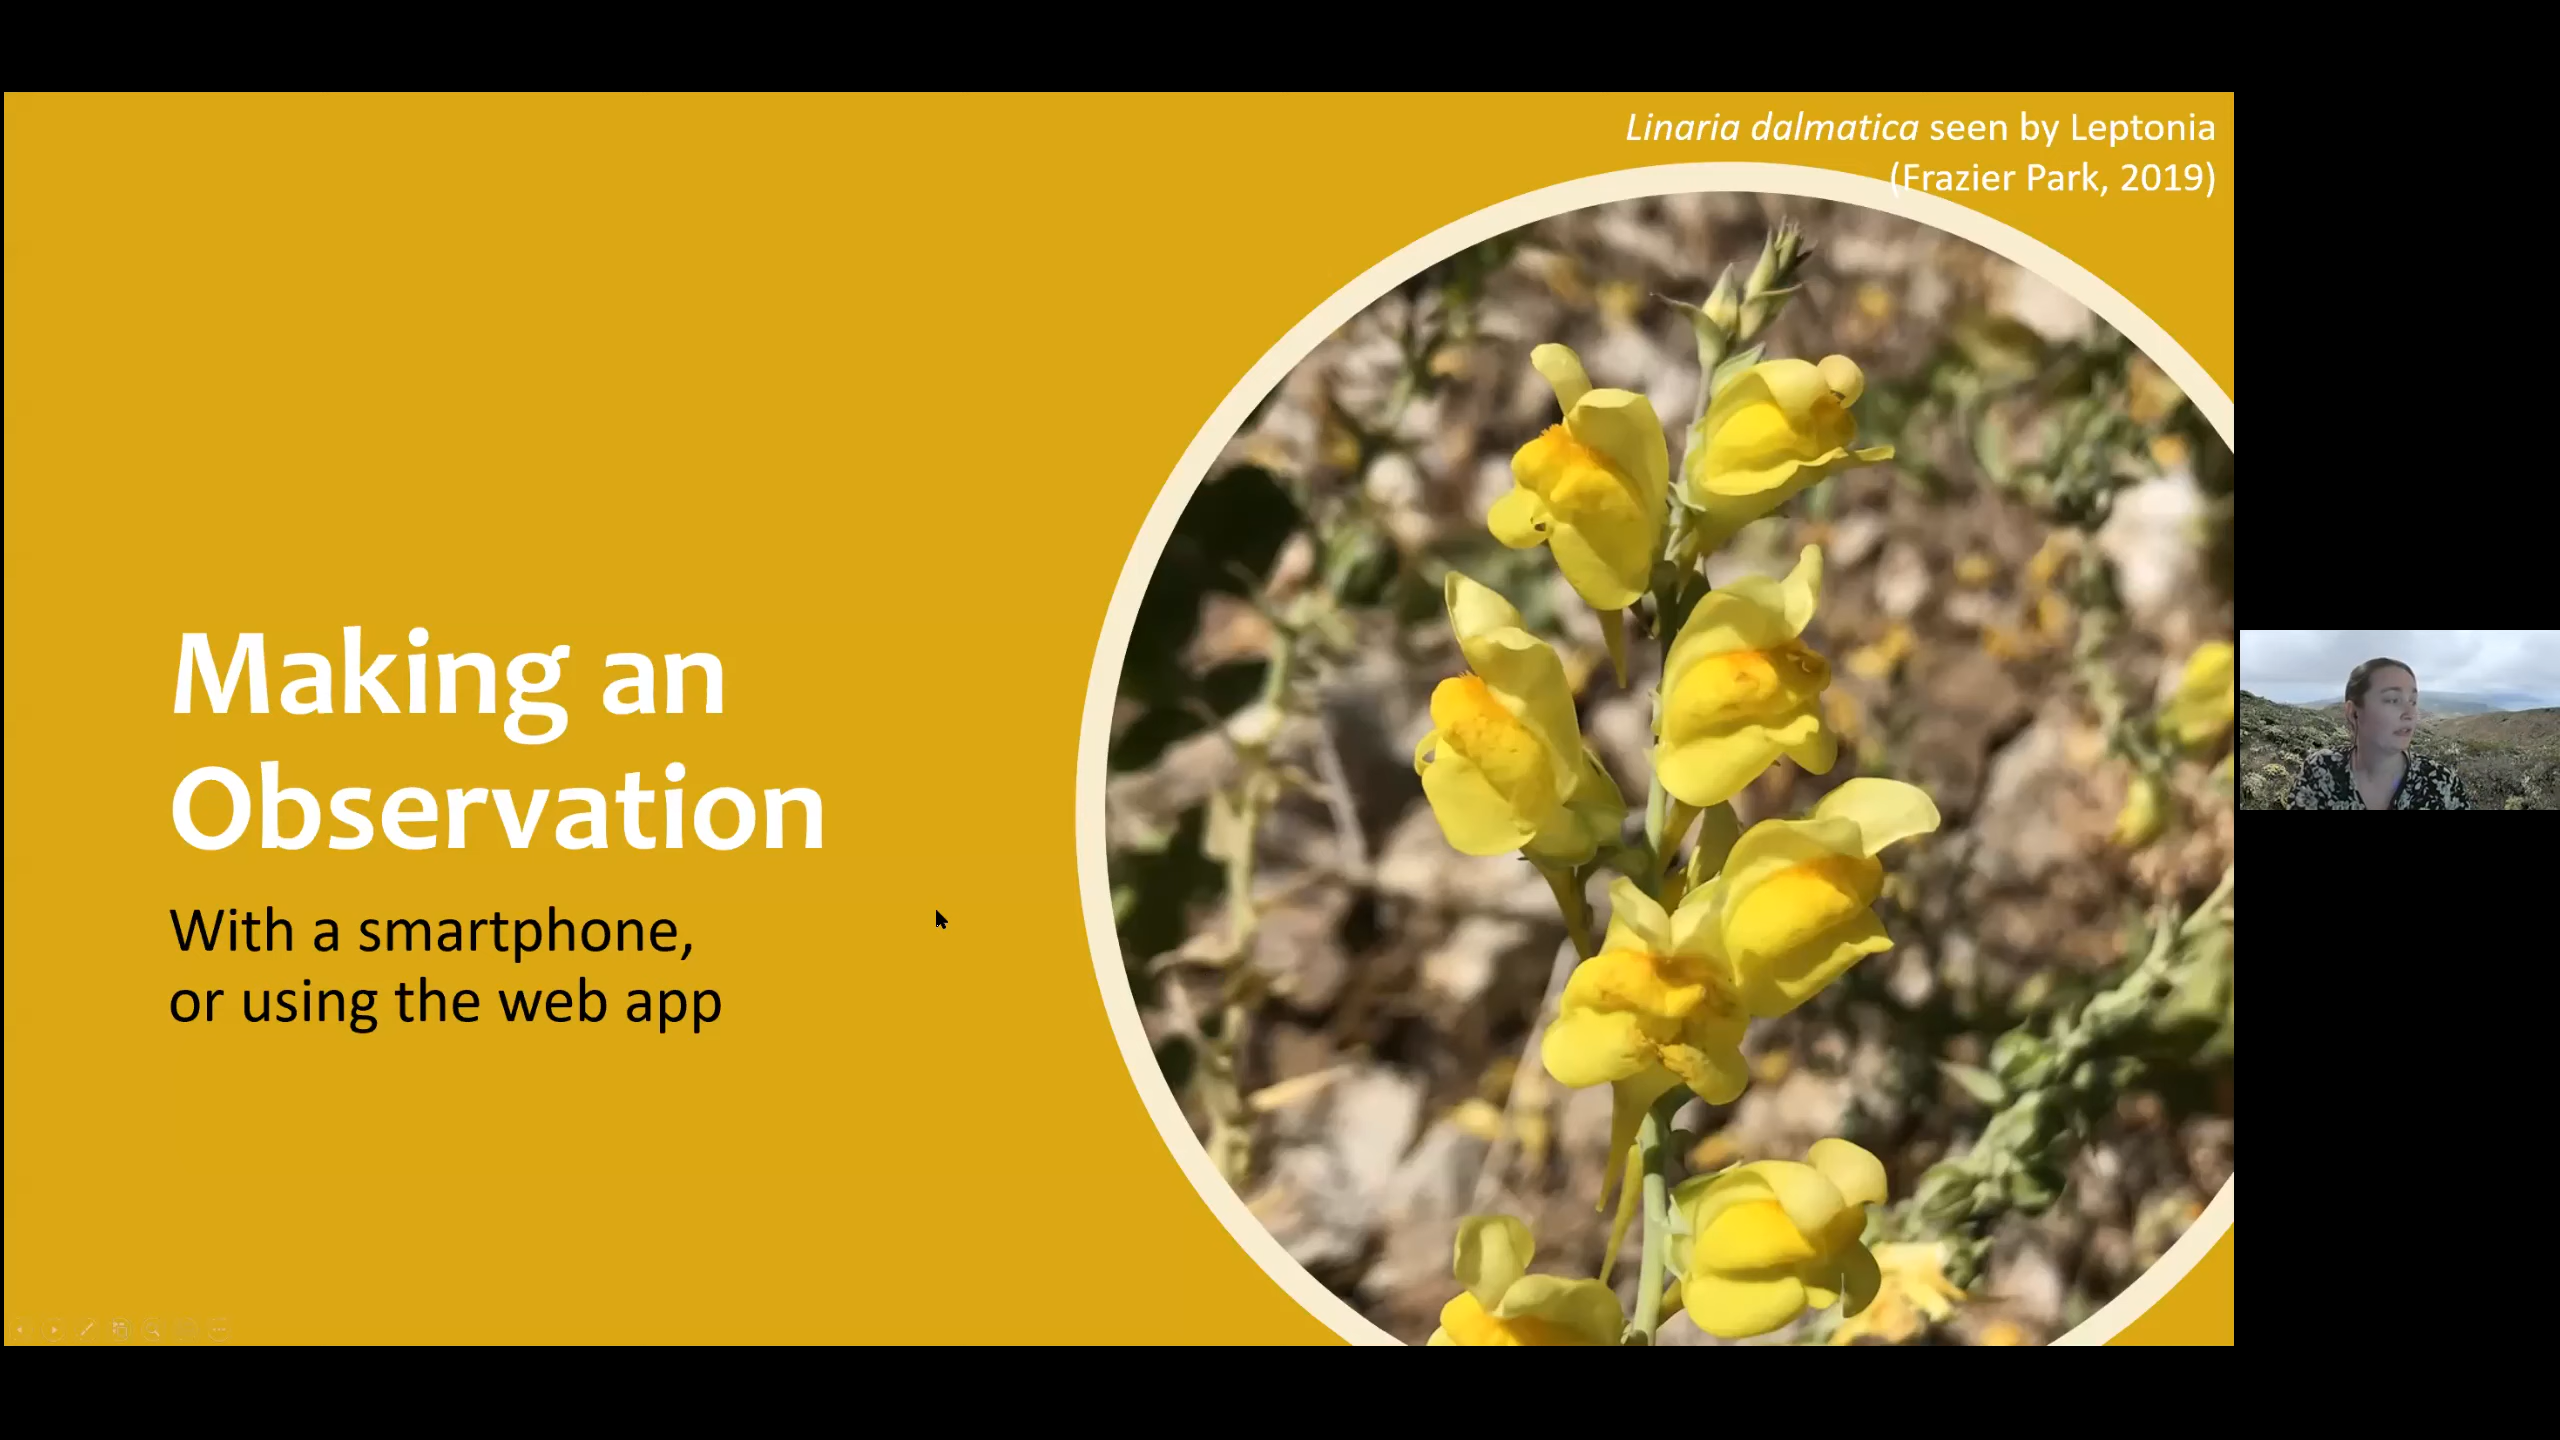 Linaria dalmatica seen by Leptonia
(Frazier Park, 2019)
Making an
Observation
With a smartphone,
or using the web app